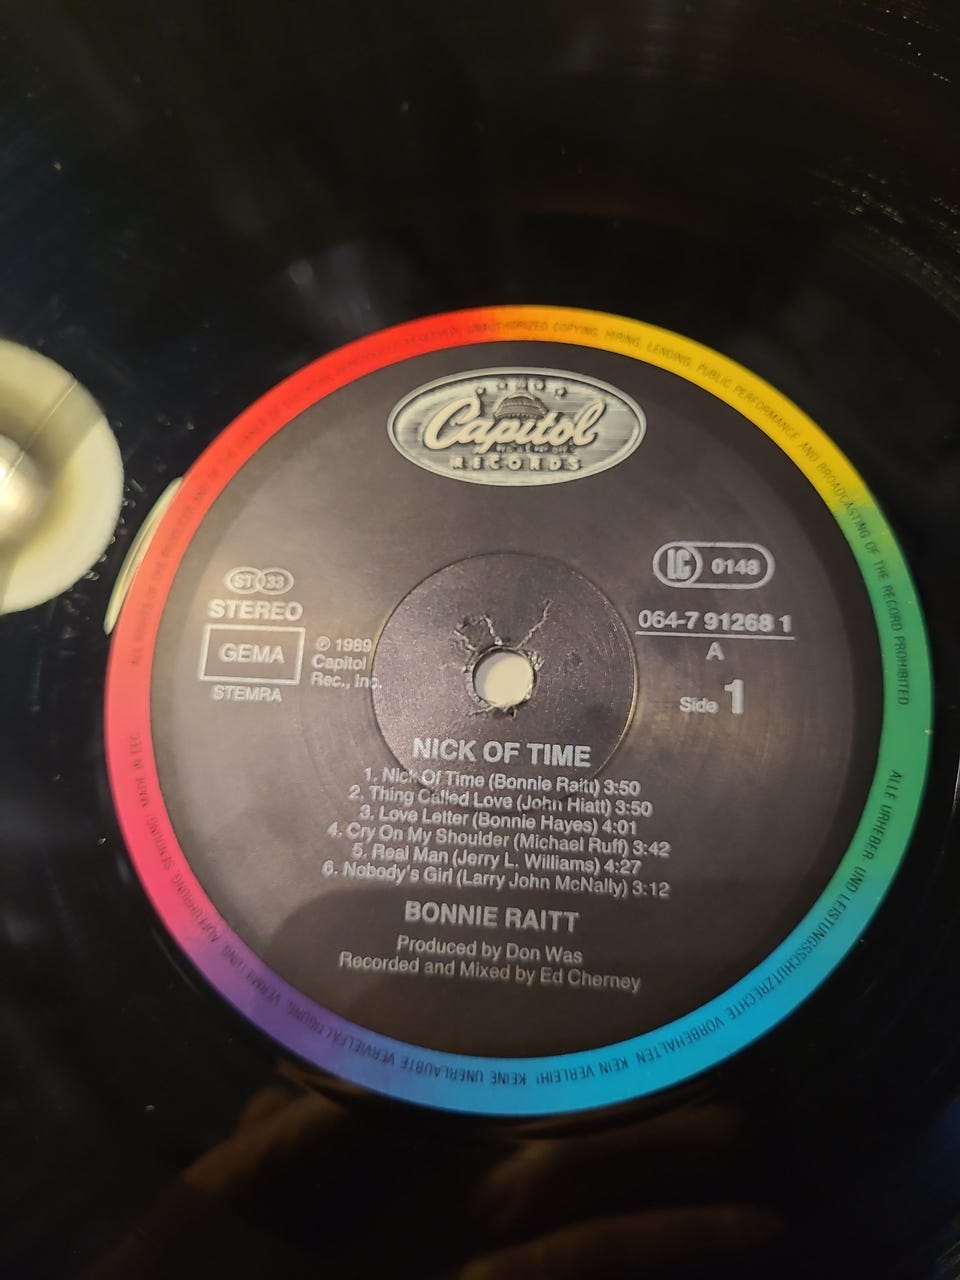 UNAUTHORIZED COPYING, HIRING, LENDING, PUBLIC PERFORMANCE AND BROADCASTING OF THE RECORD PROHIBITED
Capitol
RECORDS
LC 0148
ST 33
STEREO
GEMA
STEMRA
℗ 1989
Capitol
Rec., Inc.
064-7 91268 1
A
Side 1
NICK OF TIME
1. Nick Of Time (Bonnie Raitt) 3:50
2. Thing Called Love (John Hiatt) 3:50
3. Love Letter (Bonnie Hayes) 4:01
4. Cry On My Shoulder (Michael Ruff) 3:42
5. Real Man (Jerry L. Williams) 4:27
6. Nobody's Girl (Larry John McNally) 3:12
BONNIE RAITT
Produced by Don Was
Recorded and Mixed by Ed Cherney
ALLE URHEBER- UND LEISTUNGSSCHUTZRECHTE VORBEHALTEN. KEIN VERLEIH! KEINE UNERLAUBTE VERVIELFÄLTIGUNG, VERMIETUNG, AUFFÜHRUNG, SENDUNG!